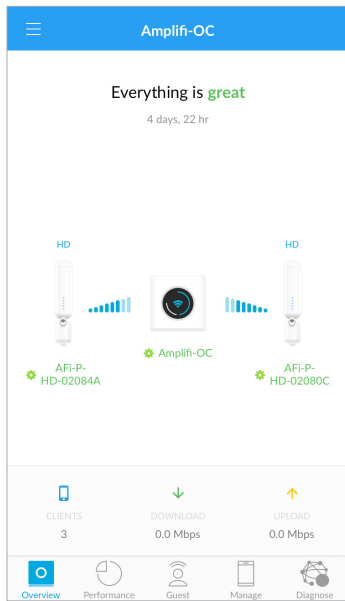 Amplifi-OC
Everything is great
4 days, 22 hr
HD
HD
Amplifi-OC
AFi-P-
HD-02084A
AFi-P-
HD-02080C
CLIENTS
DOWNLOAD
UPLOAD
3
0.0 Mbps
0.0 Mbps
Overview
Performance
Guest
Manage
Diagnose